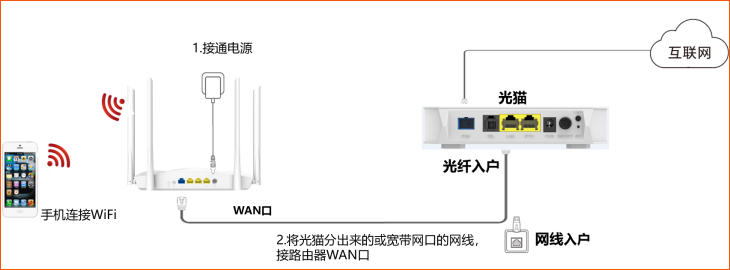 1.接通电源
互联网
光猫
光纤入户
手机连接WiFi
WAN口
2.将光猫分出来的或宽带网口的网线，
接路由器WAN口
网线入户